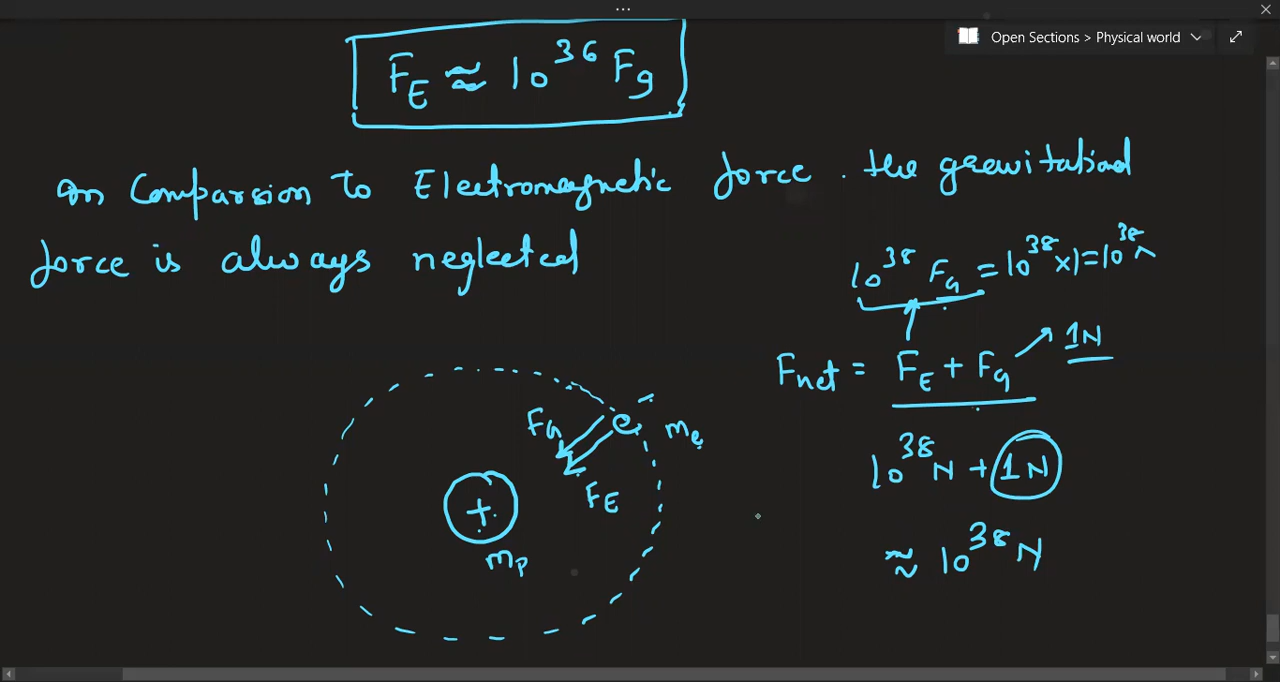 ...
Open Sections > Physical world
F_E ≈ 10^36 F_g
In Comparsion to Electromagnetic force. the grewitational
force is always neglected
10^38 F_G = 10^38 x 1 = 10^38 N
F_net = F_E + F_G
1N
10^38 N + 1N
≈ 10^38 N
F_G
e
m_e
F_E
+
m_p